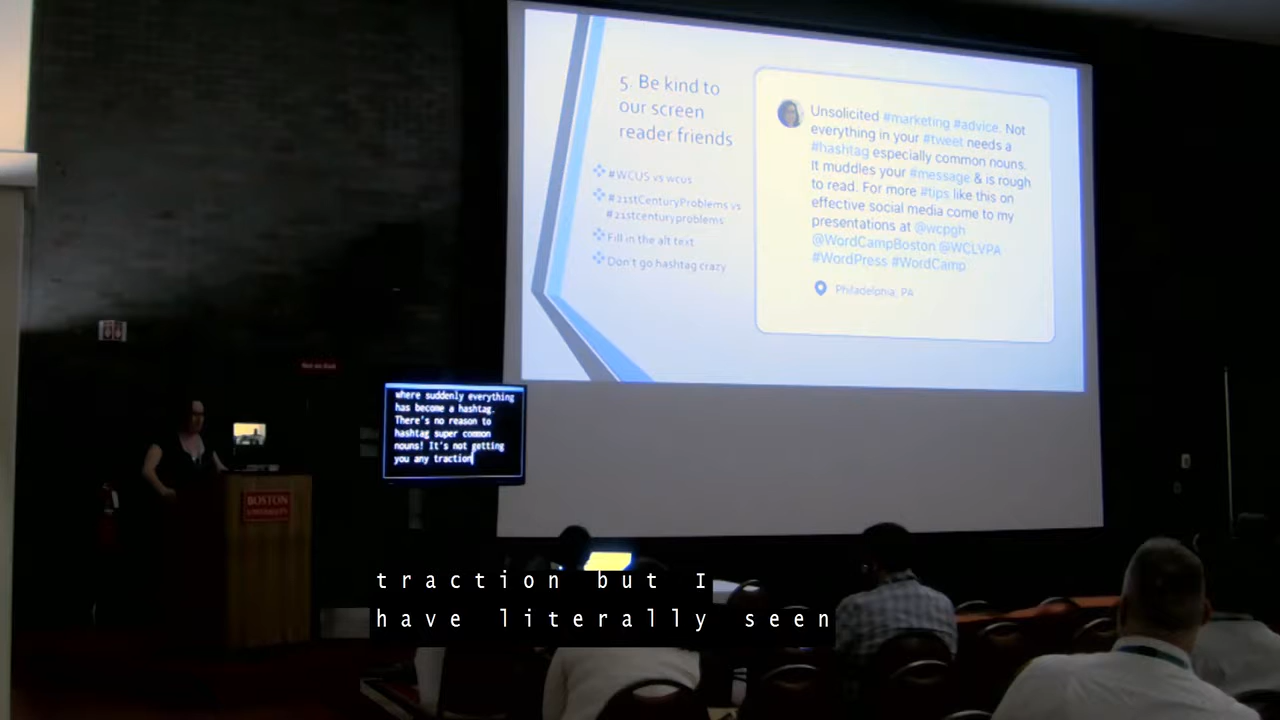 5. Be kind to
our screen
reader friends
#WCUS vs wcus
#21stCenturyProblems vs
#21stcenturyproblems
Fill in the alt text
Don't go hashtag crazy
Unsolicited #marketing #advice. Not
everything in your #tweet needs a
#hashtag especially common nouns.
It muddles your #message & is rough
to read. For more #tips like this on
effective social media come to my
presentations at @wcpgh
@WordCampBoston @WCLVPA
#WordPress #WordCamp
Philadelphia, PA
where suddenly everything
has become a hashtag.
There's no reason to
hashtag super common
nouns! It's not getting
you any traction
BOSTON
UNIVERSITY
traction but I
have literally seen